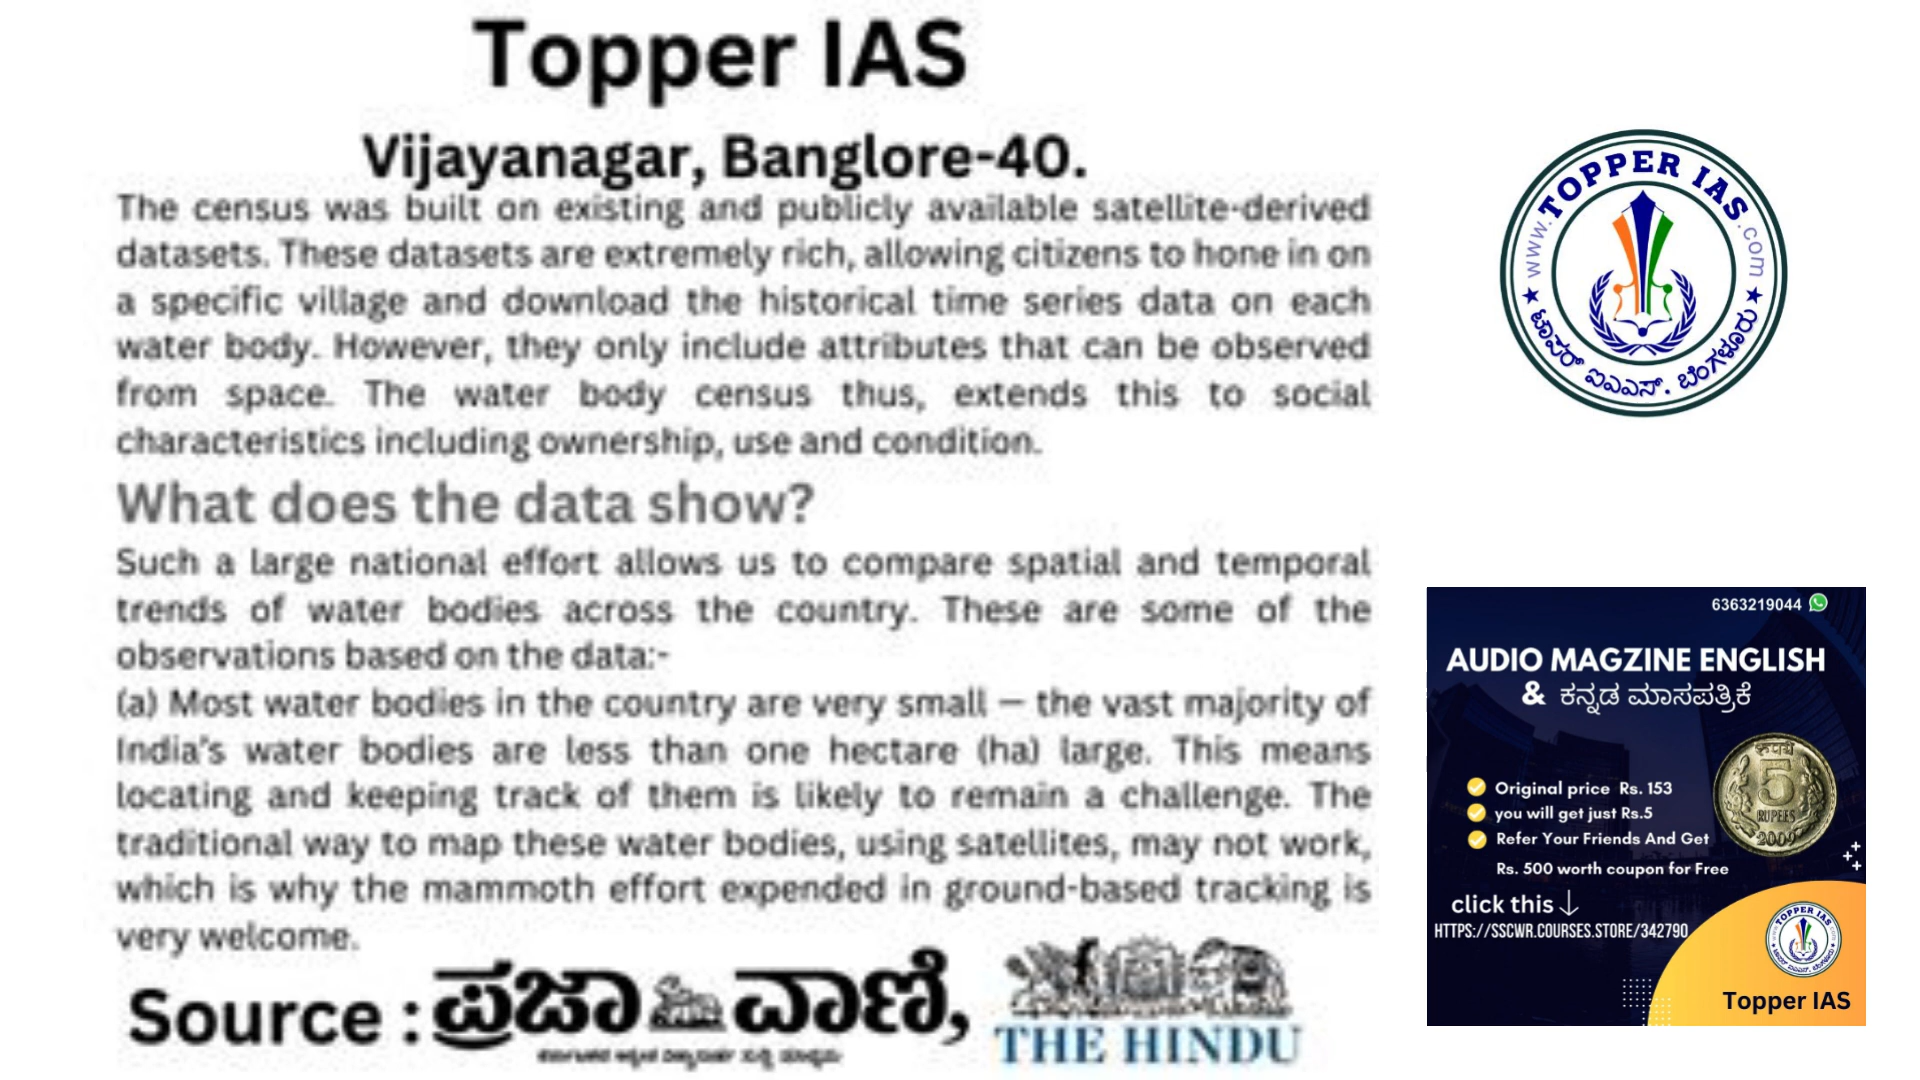 Topper IAS
Vijayanagar, Banglore-40.
The census was built on existing and publicly available satellite-derived
datasets. These datasets are extremely rich, allowing citizens to hone in on
a specific village and download the historical time series data on each
water body. However, they only include attributes that can be observed
from space. The water body census thus, extends this to social
characteristics including ownership, use and condition.
What does the data show?
Such a large national effort allows us to compare spatial and temporal
trends of water bodies across the country. These are some of the
observations based on the data:-
(a) Most water bodies in the country are very small — the vast majority of
India's water bodies are less than one hectare (ha) large. This means
locating and keeping track of them is likely to remain a challenge. The
traditional way to map these water bodies, using satellites, may not work,
which is why the mammoth effort expended in ground-based tracking is
very welcome.
Source : ಪ್ರಜಾವಾಣಿ, THE HINDU
www.TOPPER IAS.com
ಟಾಪರ್ ಐಎಎಸ್. ಬೆಂಗಳೂರು
6363219044
AUDIO MAGZINE ENGLISH
& ಕನ್ನಡ ಮಾಸಪತ್ರಿಕೆ
रुपये
5
RUPEES
2009
Original price Rs. 153
you will get just Rs.5
Refer Your Friends And Get
Rs. 500 worth coupon for Free
click this ↓
HTTPS://SSCWR.COURSES.STORE/342790
TOPPER IAS
Topper IAS